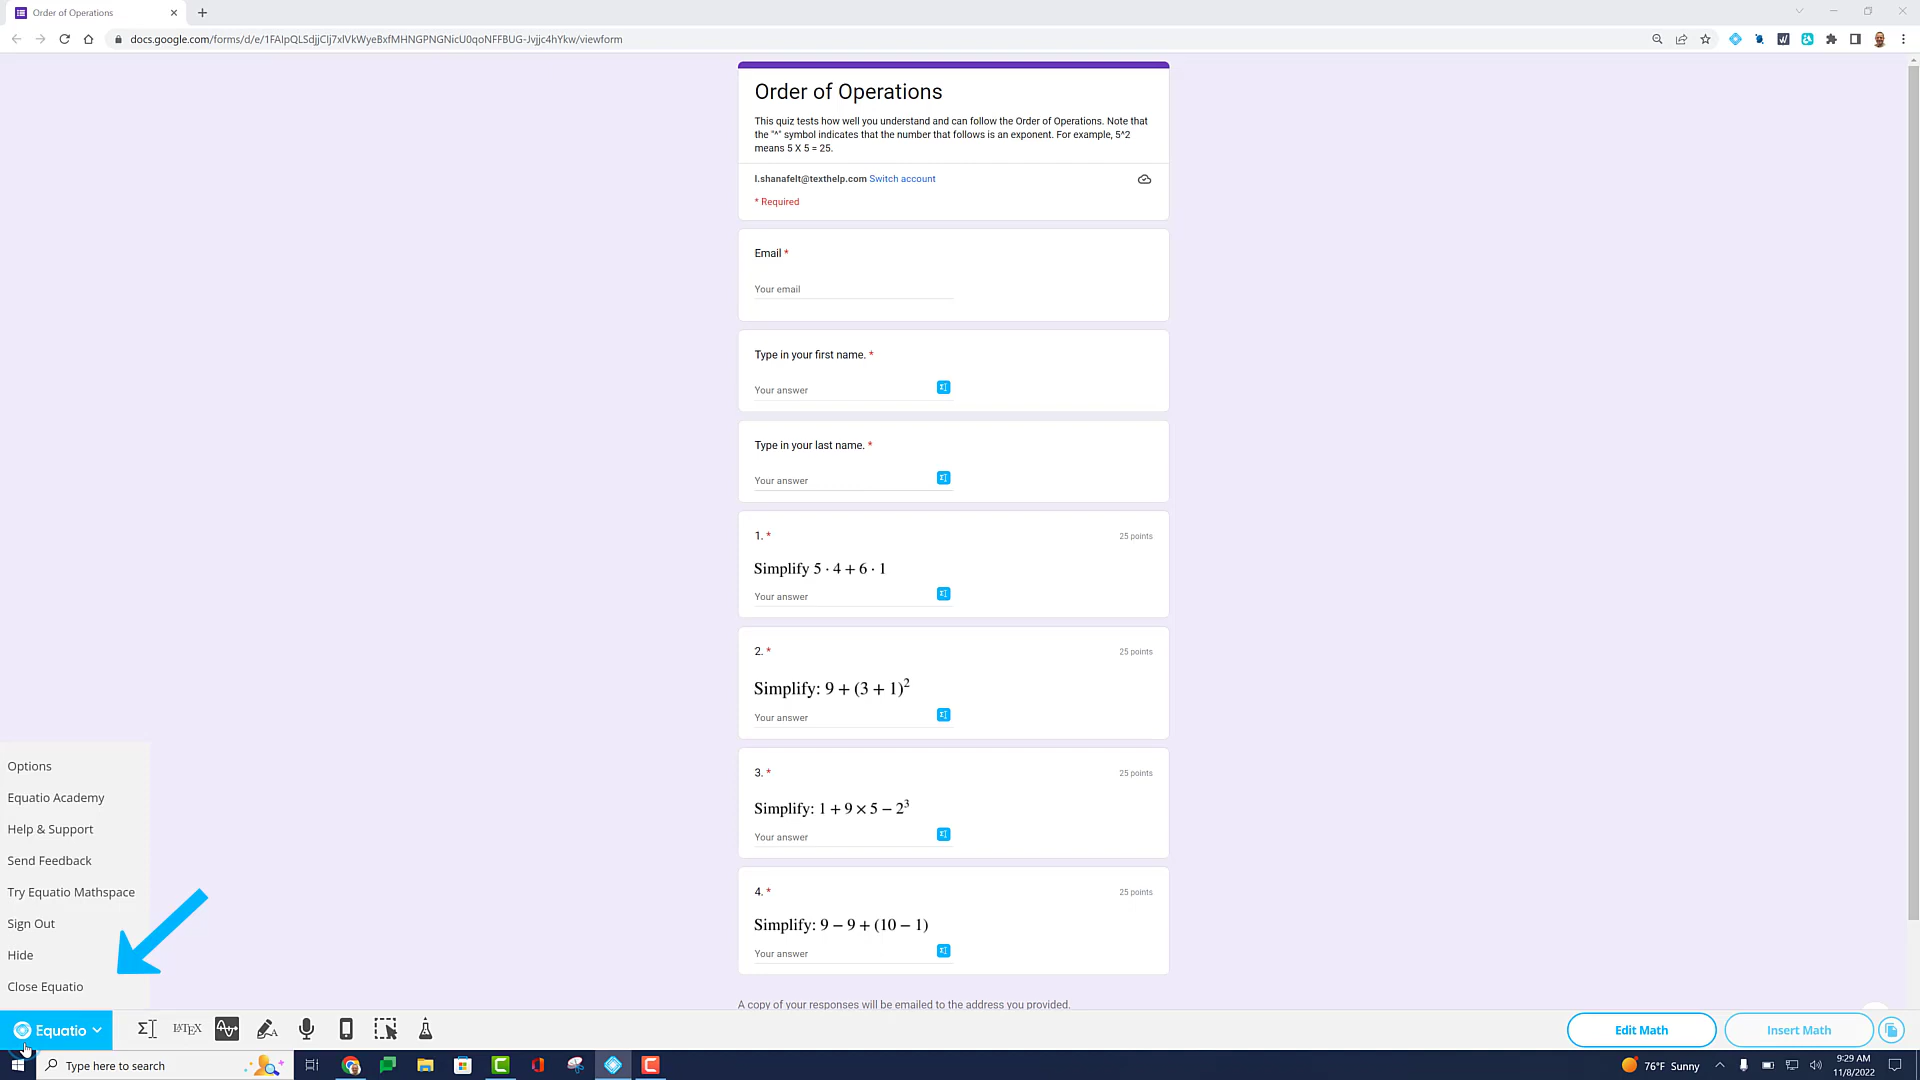 Order of Operations
docs.google.com/forms/d/e/1FAIpQLSdjjClj7xlVkWyeBxfMHNGPNGNicU0qoNFFBUG-Jvjjc4hYkw/viewform
Order of Operations
This quiz tests how well you understand and can follow the Order of Operations. Note that
the "^" symbol indicates that the number that follows is an exponent. For example, 5^2
means 5 X 5 = 25.
l.shanafelt@texthelp.com Switch account
* Required
Email *
Your email
Type in your first name. *
Your answer
Type in your last name. *
Your answer
1. * 25 points
Simplify 5 · 4 + 6 · 1
Your answer
2. * 25 points
Simplify: 9 + (3 + 1)²
Your answer
3. * 25 points
Simplify: 1 + 9 × 5 − 2³
Your answer
4. * 25 points
Simplify: 9 − 9 + (10 − 1)
Your answer
A copy of your responses will be emailed to the address you provided.
Options
Equatio Academy
Help & Support
Send Feedback
Try Equatio Mathspace
Sign Out
Hide
Close Equatio
Equatio
LATEX
Edit Math
Insert Math
Type here to search
76°F Sunny
9:29 AM
11/8/2022